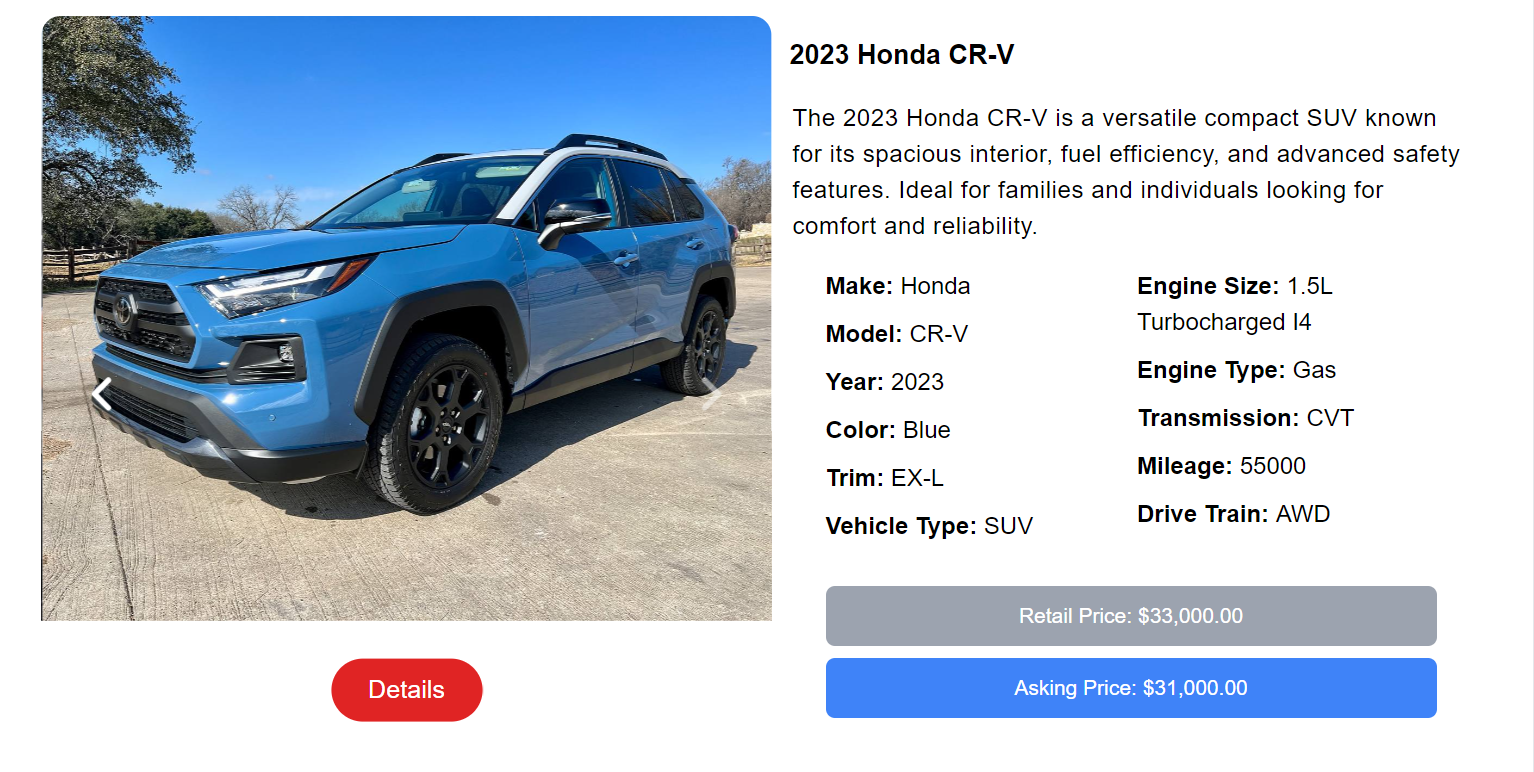 2023 Honda CR-V
The 2023 Honda CR-V is a versatile compact SUV known
for its spacious interior, fuel efficiency, and advanced safety
features. Ideal for families and individuals looking for
comfort and reliability.
Make: Honda
Model: CR-V
Year: 2023
Color: Blue
Trim: EX-L
Vehicle Type: SUV
Engine Size: 1.5L
Turbocharged I4
Engine Type: Gas
Transmission: CVT
Mileage: 55000
Drive Train: AWD
Retail Price: $33,000.00
Asking Price: $31,000.00
Details